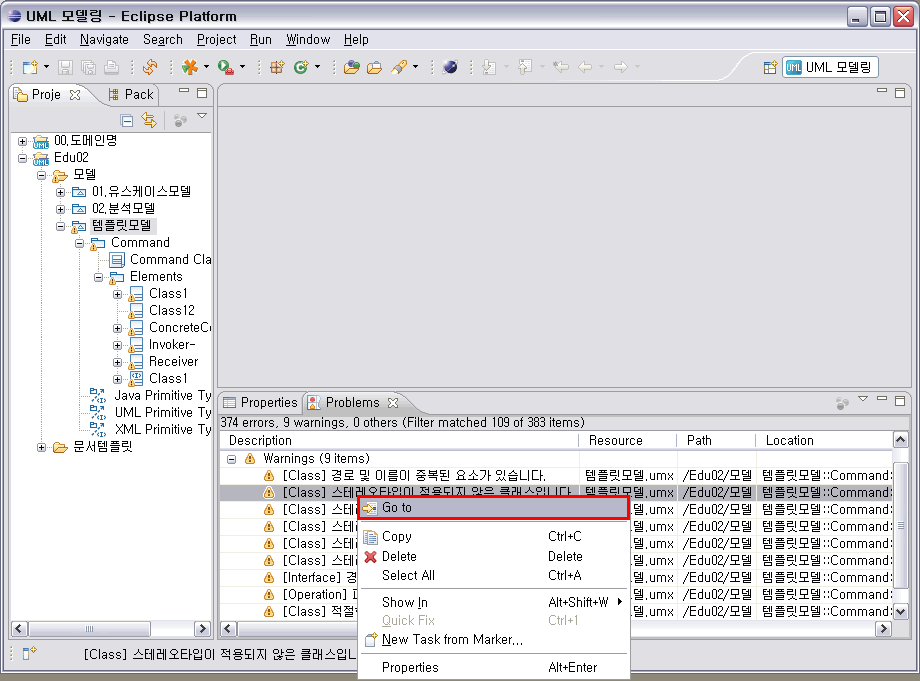 UML 모델링 - Eclipse Platform
File Edit Navigate Search Project Run Window Help
UML 모델링
Proje Pack
00.도메인명
Edu02
모델
01.유스케이스모델
02.분석모델
템플릿모델
Command
Command Cla
Elements
Class1
Class12
ConcreteCo
Invoker-
Receiver
Class1
Java Primitive Ty
UML Primitive Ty
XML Primitive Ty
문서템플릿
Properties Problems
374 errors, 9 warnings, 0 others (Filter matched 109 of 383 items)
Description Resource Path Location
Warnings (9 items)
[Class] 경로 및 이름이 중복된 요소가 있습니다. 템플릿모델.umx /Edu02/모델 템플릿모델::Command:
[Class] 스테레오타입이 적용되지 않은 클래스입니다. 템플릿모델.umx /Edu02/모델 템플릿모델::Command:
[Class] 스테 릿모델.umx /Edu02/모델 템플릿모델::Command:
[Class] 스테 릿모델.umx /Edu02/모델 템플릿모델::Command:
[Class] 스테 릿모델.umx /Edu02/모델 템플릿모델::Command:
[Class] 스테 릿모델.umx /Edu02/모델 템플릿모델::Command:
[Interface] 경 릿모델.umx /Edu02/모델 템플릿모델::Command:
[Operation] 릿모델.umx /Edu02/모델 템플릿모델::Command:
[Class] 적절 릿모델.umx /Edu02/모델 템플릿모델::Command:
Go to
Copy Ctrl+C
Delete Delete
Select All Ctrl+A
Show In Alt+Shift+W
Quick Fix Ctrl+1
New Task from Marker...
Properties Alt+Enter
[Class] 스테레오타입이 적용되지 않은 클래스입니